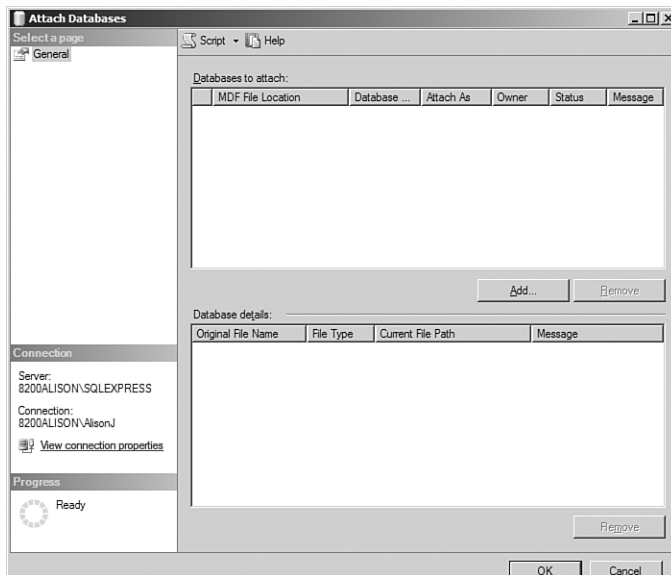 Attach Databases
Select a page
General
Script
Help
Databases to attach:
MDF File Location
Database ...
Attach As
Owner
Status
Message
Add...
Remove
Database details:
Original File Name
File Type
Current File Path
Message
Connection
Server:
8200ALISON\SQLEXPRESS
Connection:
8200ALISON\AlisonJ
View connection properties
Progress
Ready
Remove
OK
Cancel